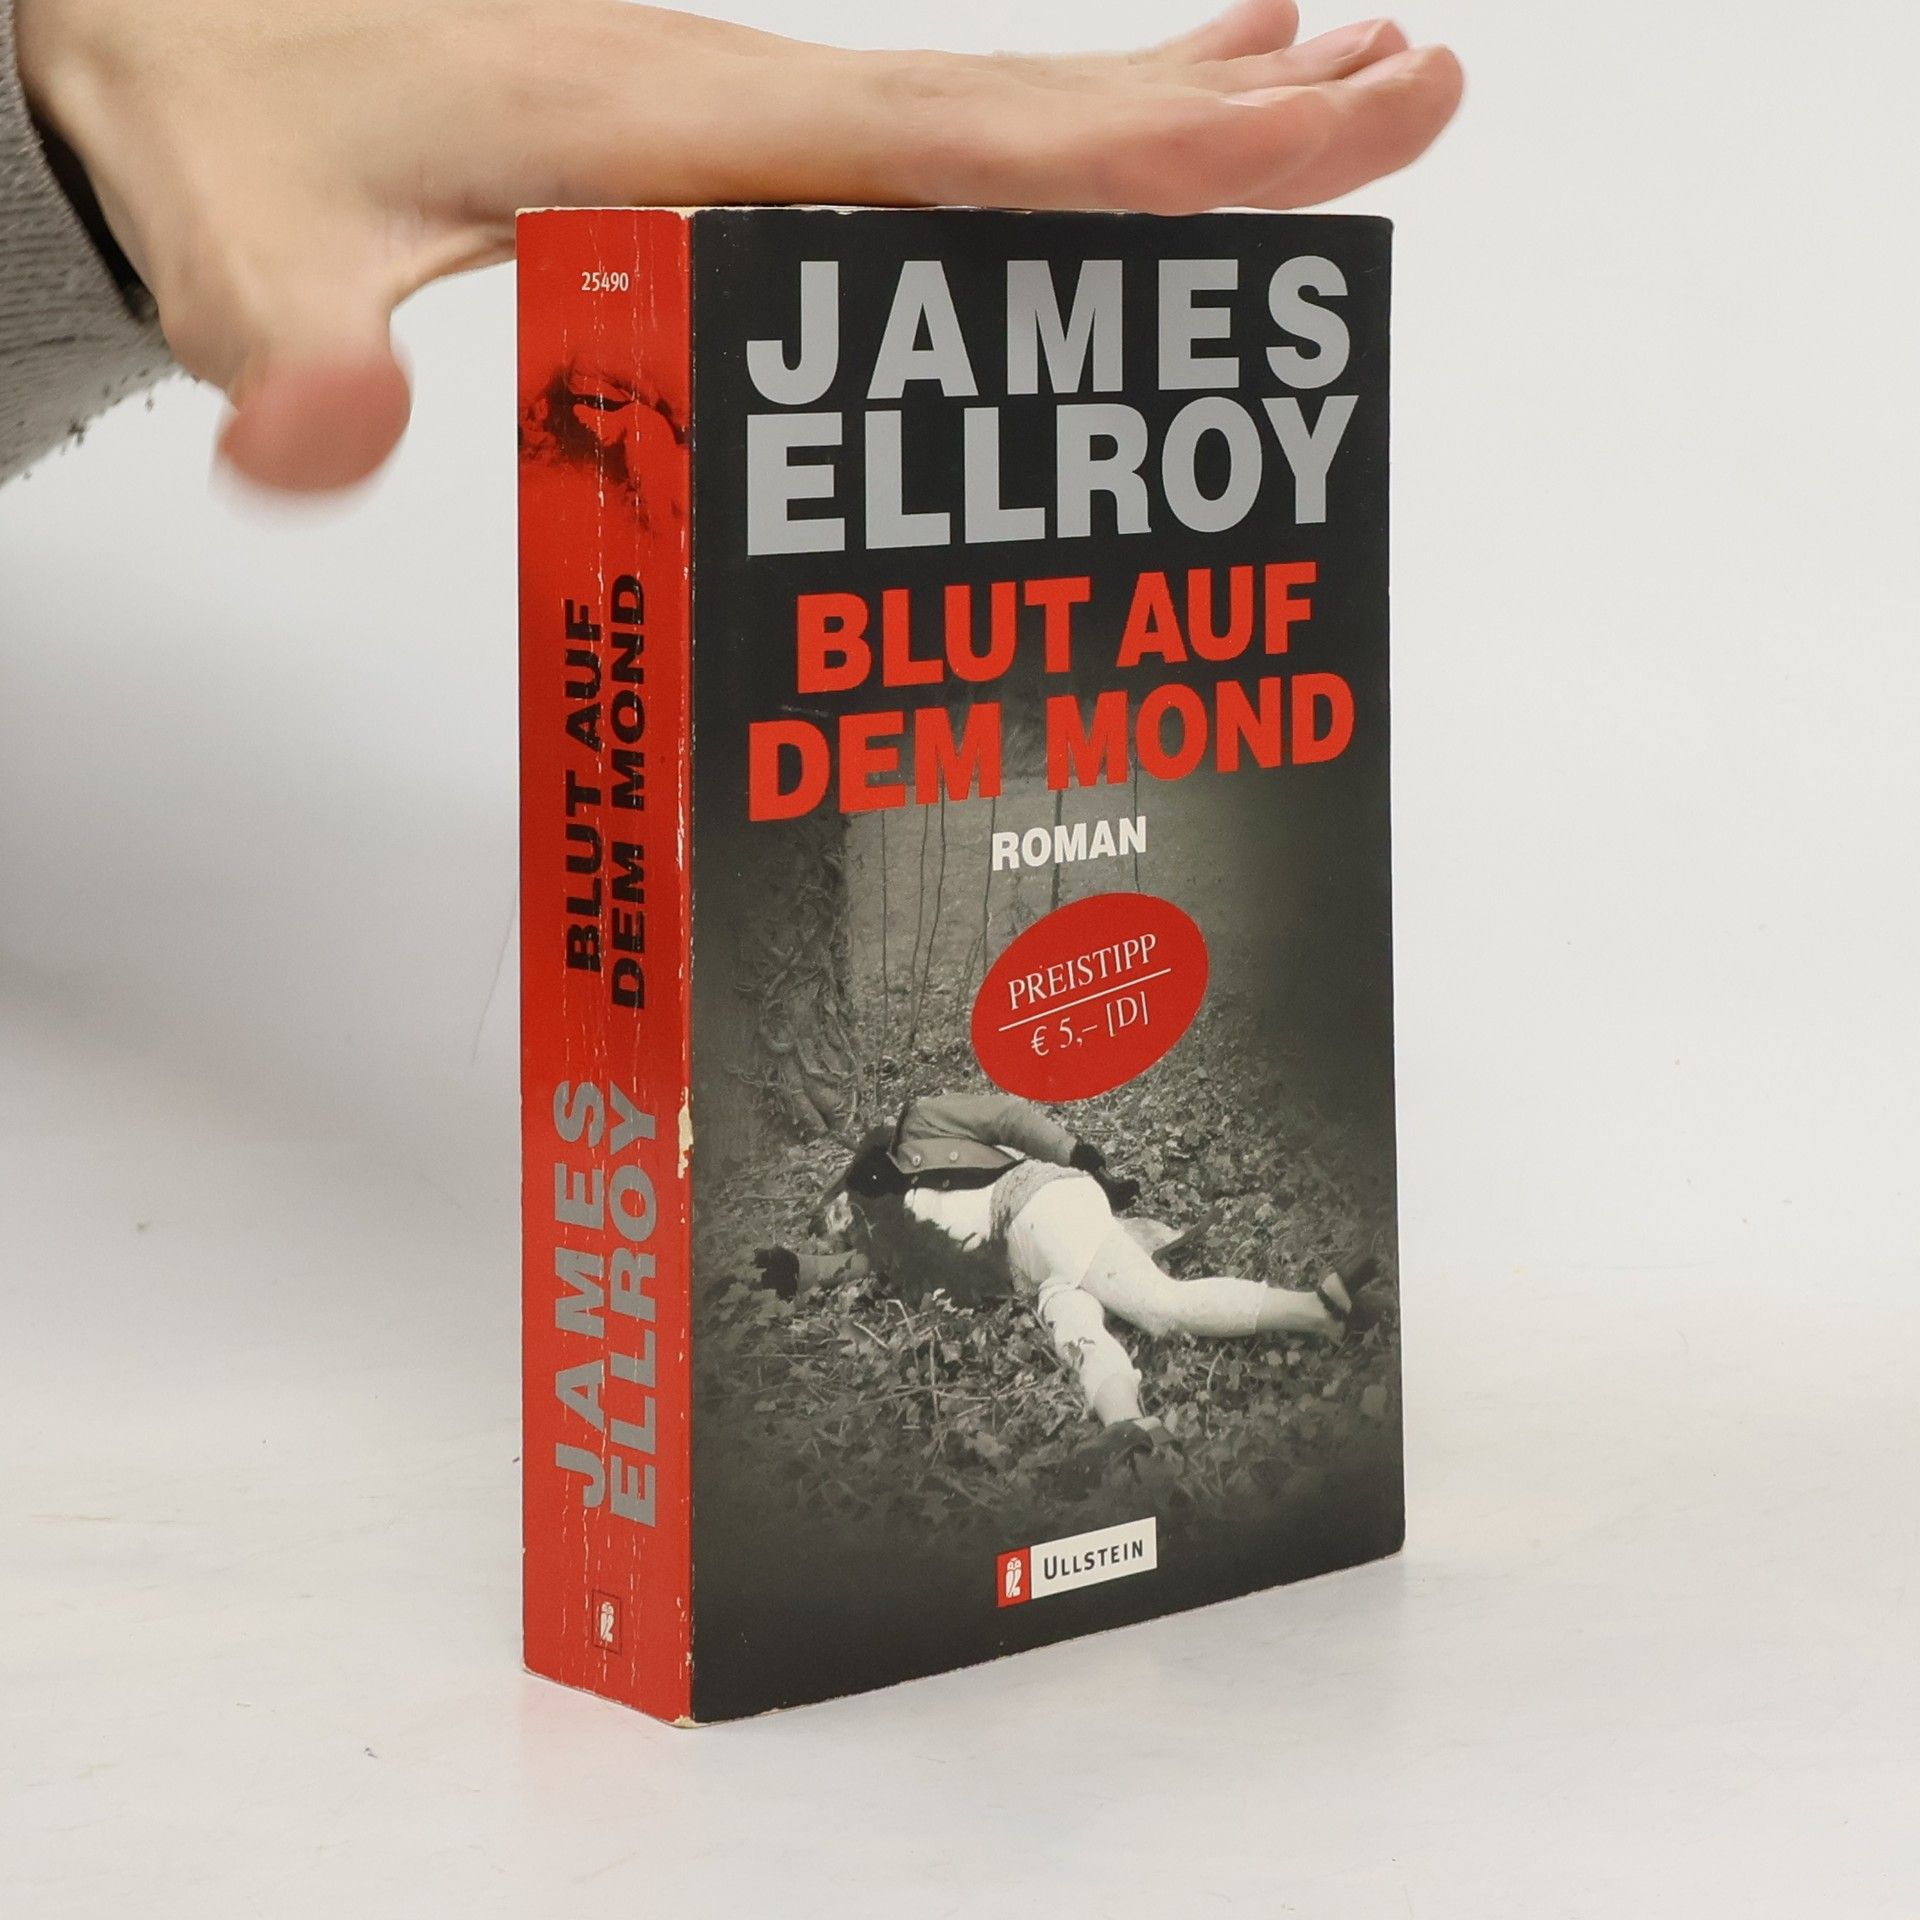 25490
BLUT AUF
DEM MOND
JAMES
ELLROY
JAMES
ELLROY
BLUT AUF
DEM MOND
ROMAN
PREISTIPP
€ 5,– [D]
ULLSTEIN